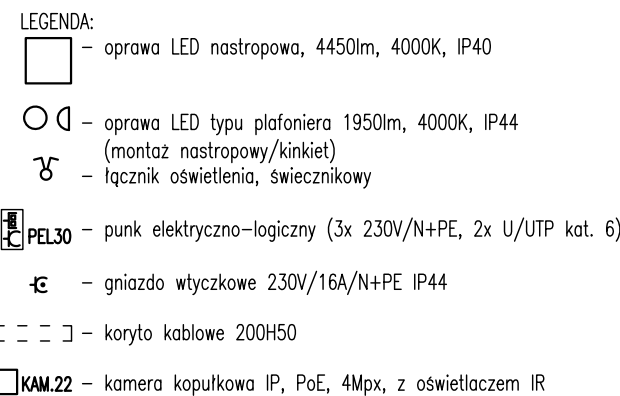 LEGENDA:
– oprawa LED nastropowa, 4450lm, 4000K, IP40
– oprawa LED typu plafoniera 1950lm, 4000K, IP44
(montaż nastropowy/kinkiet)
– łącznik oświetlenia, świecznikowy
PEL30 – punk elektryczno–logiczny (3x 230V/N+PE, 2x U/UTP kat. 6)
– gniazdo wtyczkowe 230V/16A/N+PE IP44
– koryto kablowe 200H50
KAM.22 – kamera kopułkowa IP, PoE, 4Mpx, z oświetlaczem IR